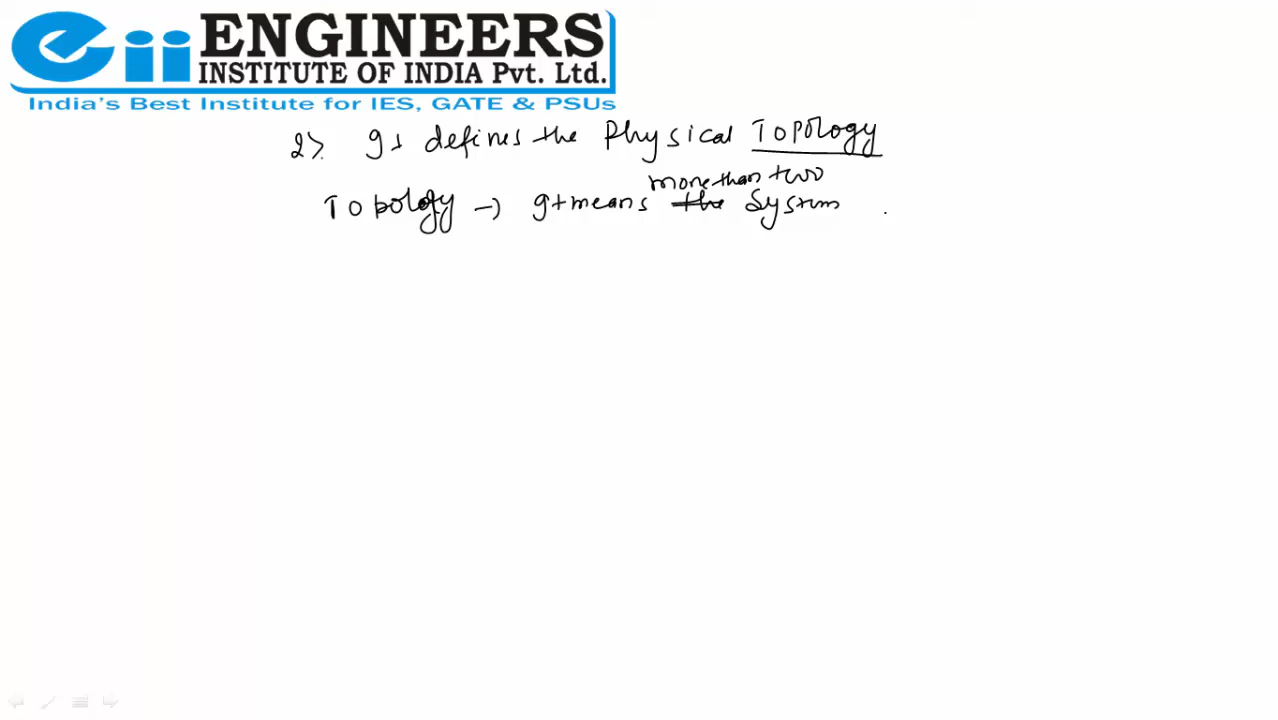 eii ENGINEERS
INSTITUTE OF INDIA Pvt. Ltd.
India's Best Institute for IES, GATE & PSUs
2> It defines the Physical Topology
more than two
Topology → It means the System